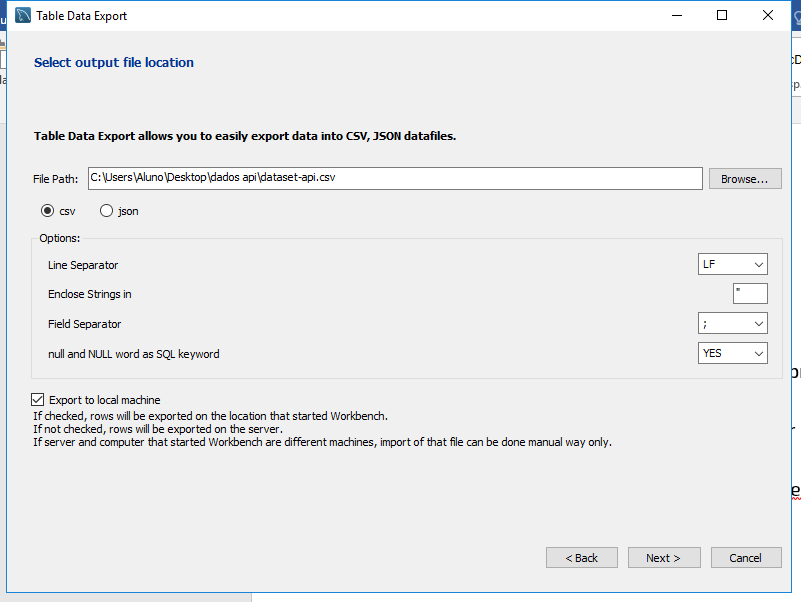 Table Data Export
Select output file location
Table Data Export allows you to easily export data into CSV, JSON datafiles.
File Path: C:\Users\Aluno\Desktop\dados api\dataset-api.csv Browse...
csv json
Options:
Line Separator LF
Enclose Strings in "
Field Separator ;
null and NULL word as SQL keyword YES
Export to local machine
If checked, rows will be exported on the location that started Workbench.
If not checked, rows will be exported on the server.
If server and computer that started Workbench are different machines, import of that file can be done manual way only.
< Back Next > Cancel